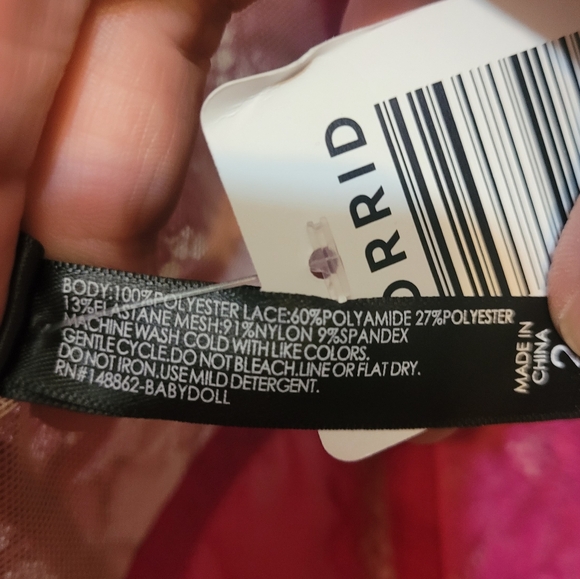 ORRID
BODY:100%POLYESTER LACE:60%POLYAMIDE 27%POLYESTER
13%ELASTANE MESH:91%NYLON 9%SPANDEX
MACHINE WASH COLD WITH LIKE COLORS.
GENTLE CYCLE.DO NOT BLEACH.LINE OR FLAT DRY.
DO NOT IRON.USE MILD DETERGENT.
RN#148862-BABYDOLL
MADE IN
CHINA
2